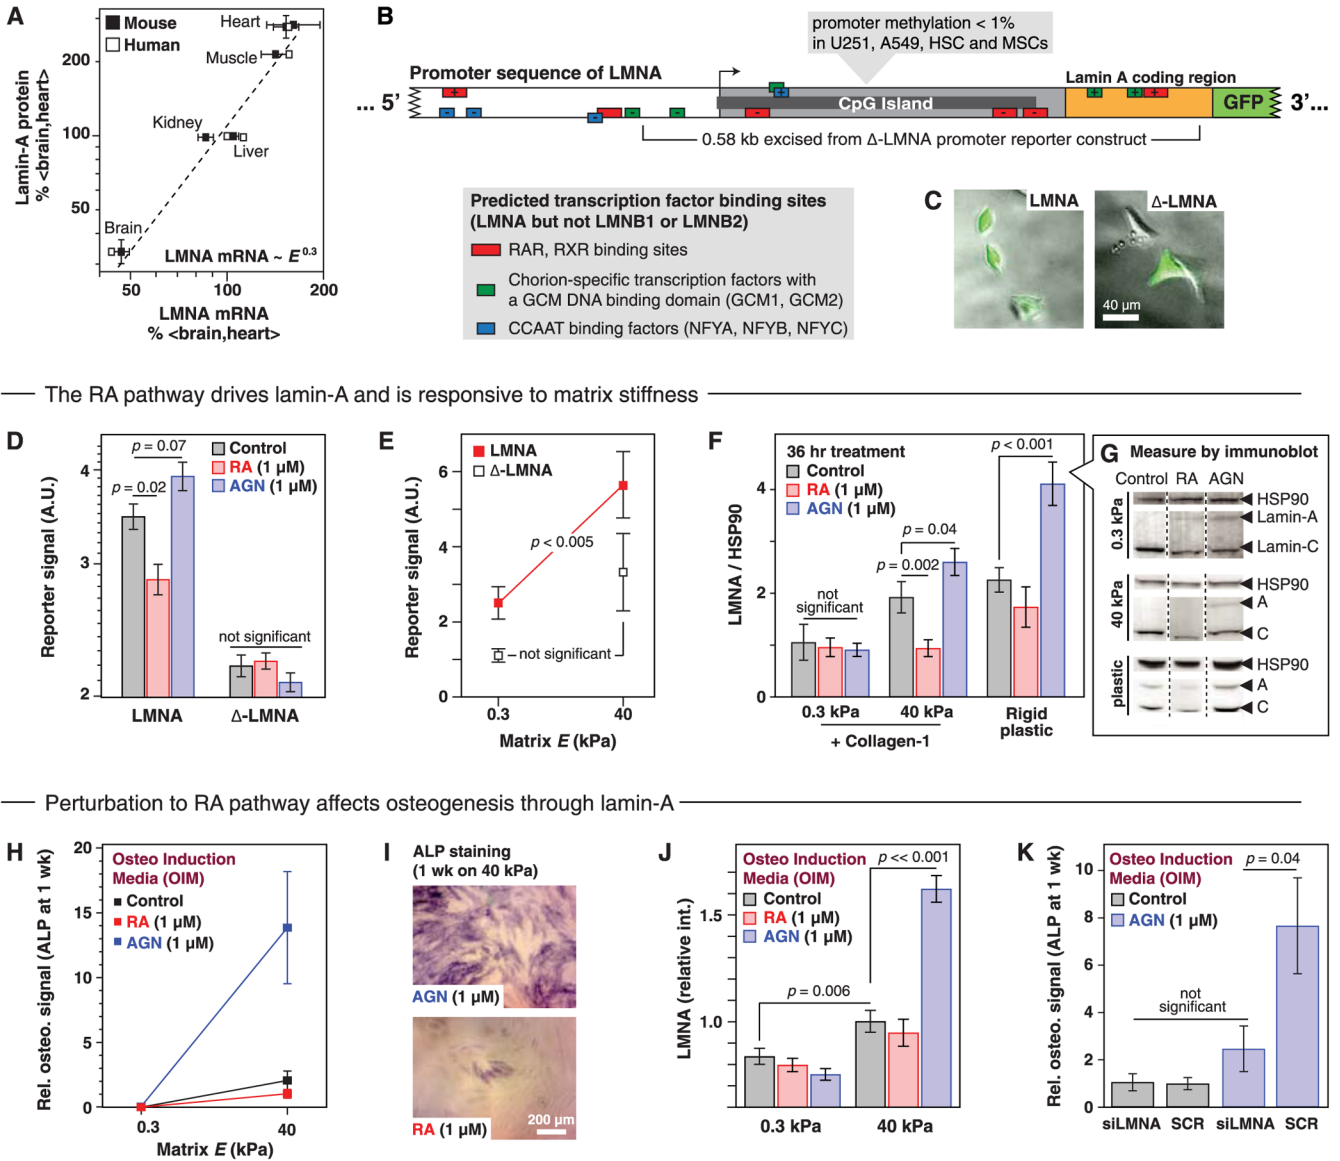 A
Mouse
Human
Heart
Muscle
Kidney
Liver
Brain
LMNA mRNA ~ E^0.3
Lamin-A protein
% <brain,heart>
200
100
50
50 100 200
LMNA mRNA
% <brain,heart>
B
promoter methylation < 1%
in U251, A549, HSC and MSCs
Promoter sequence of LMNA
Lamin A coding region
... 5’
+ + + + +
CpG Island
GFP
3’...
- - - - - - - -
0.58 kb excised from Δ-LMNA promoter reporter construct
Predicted transcription factor binding sites
(LMNA but not LMNB1 or LMNB2)
RAR, RXR binding sites
Chorion-specific transcription factors with
a GCM DNA binding domain (GCM1, GCM2)
CCAAT binding factors (NFYA, NFYB, NFYC)
C
LMNA
Δ-LMNA
40 µm
The RA pathway drives lamin-A and is responsive to matrix stiffness
D
p = 0.07
p = 0.02
Control
RA (1 µM)
AGN (1 µM)
not significant
Reporter signal (A.U.)
4
3
2
LMNA Δ-LMNA
E
LMNA
Δ-LMNA
p < 0.005
not significant
Reporter signal (A.U.)
6
4
2
0
0.3 40
Matrix E (kPa)
F
36 hr treatment
Control
RA (1 µM)
AGN (1 µM)
p < 0.001
p = 0.04
p = 0.002
not
significant
LMNA / HSP90
4
2
0
0.3 kPa 40 kPa
+ Collagen-1
Rigid
plastic
G Measure by immunoblot
Control RA AGN
0.3 kPa
HSP90
Lamin-A
Lamin-C
40 kPa
HSP90
A
C
plastic
HSP90
A
C
Perturbation to RA pathway affects osteogenesis through lamin-A
H
Osteo Induction
Media (OIM)
Control
RA (1 µM)
AGN (1 µM)
Rel. osteo. signal (ALP at 1 wk)
20
15
10
5
0
0.3 40
Matrix E (kPa)
I
ALP staining
(1 wk on 40 kPa)
AGN (1 µM)
RA (1 µM)
200 µm
J
Osteo Induction
Media (OIM)
Control
RA (1 µM)
AGN (1 µM)
p << 0.001
p = 0.006
LMNA (relative int.)
1.5
1.0
0.3 kPa 40 kPa
K
Osteo Induction
Media (OIM)
Control
AGN (1 µM)
p = 0.04
not
significant
Rel. osteo. signal (ALP at 1 wk)
10
8
6
4
2
0
siLMNA SCR siLMNA SCR